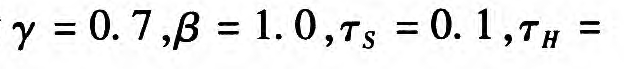 γ = 0. 7 ,β = 1. 0 ,τ_S = 0. 1 ,τ_H =